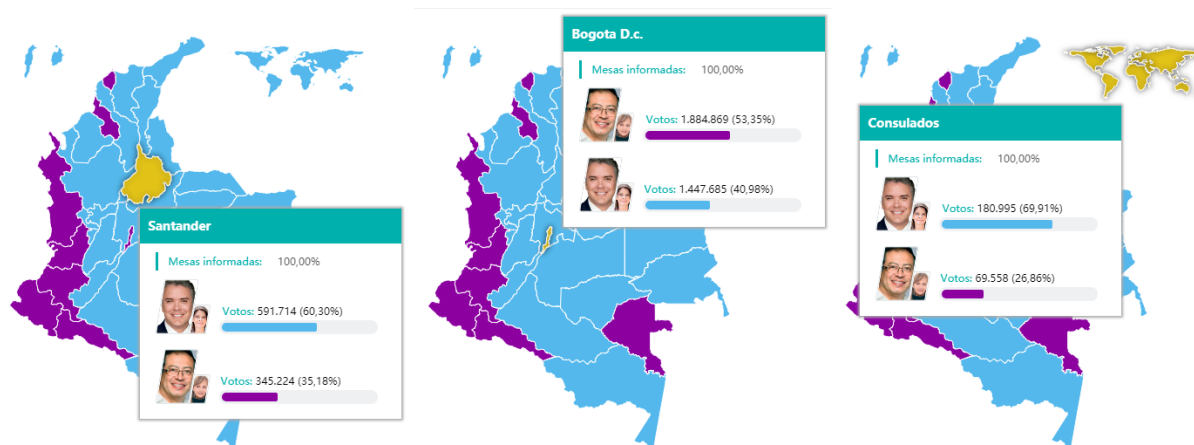 Santander
Mesas informadas: 100,00%
Votos: 591.714 (60,30%)
Votos: 345.224 (35,18%)
Bogota D.c.
Mesas informadas: 100,00%
Votos: 1.884.869 (53,35%)
Votos: 1.447.685 (40,98%)
Consulados
Mesas informadas: 100,00%
Votos: 180.995 (69,91%)
Votos: 69.558 (26,86%)